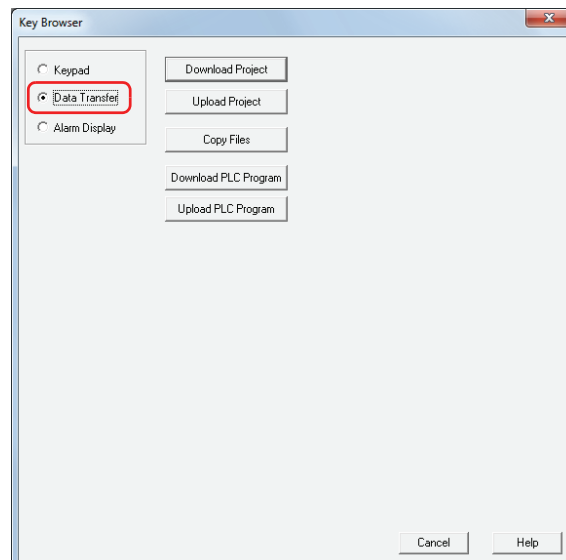 Key Browser
Keypad
Data Transfer
Alarm Display
Download Project
Upload Project
Copy Files
Download PLC Program
Upload PLC Program
Cancel
Help